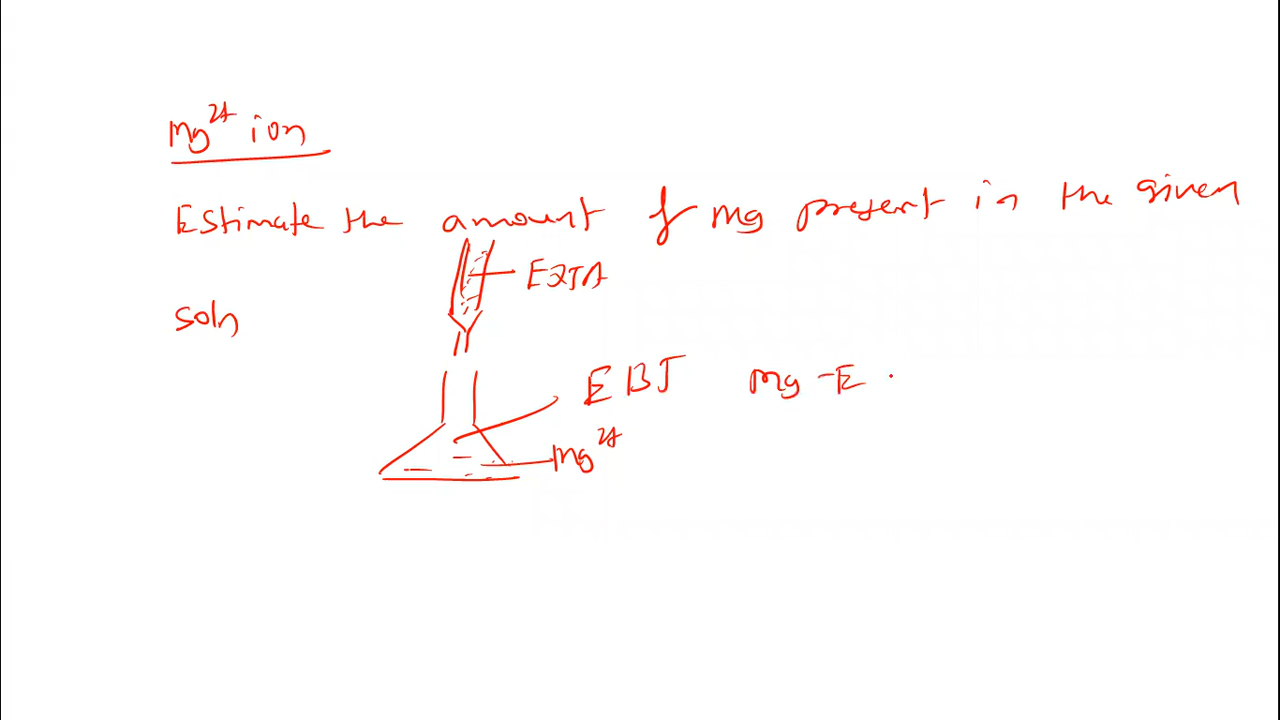 Mg²⁺ ion
Estimate the amount of Mg present in the given
soln
EDTA
EBT Mg-E
Mg²⁺